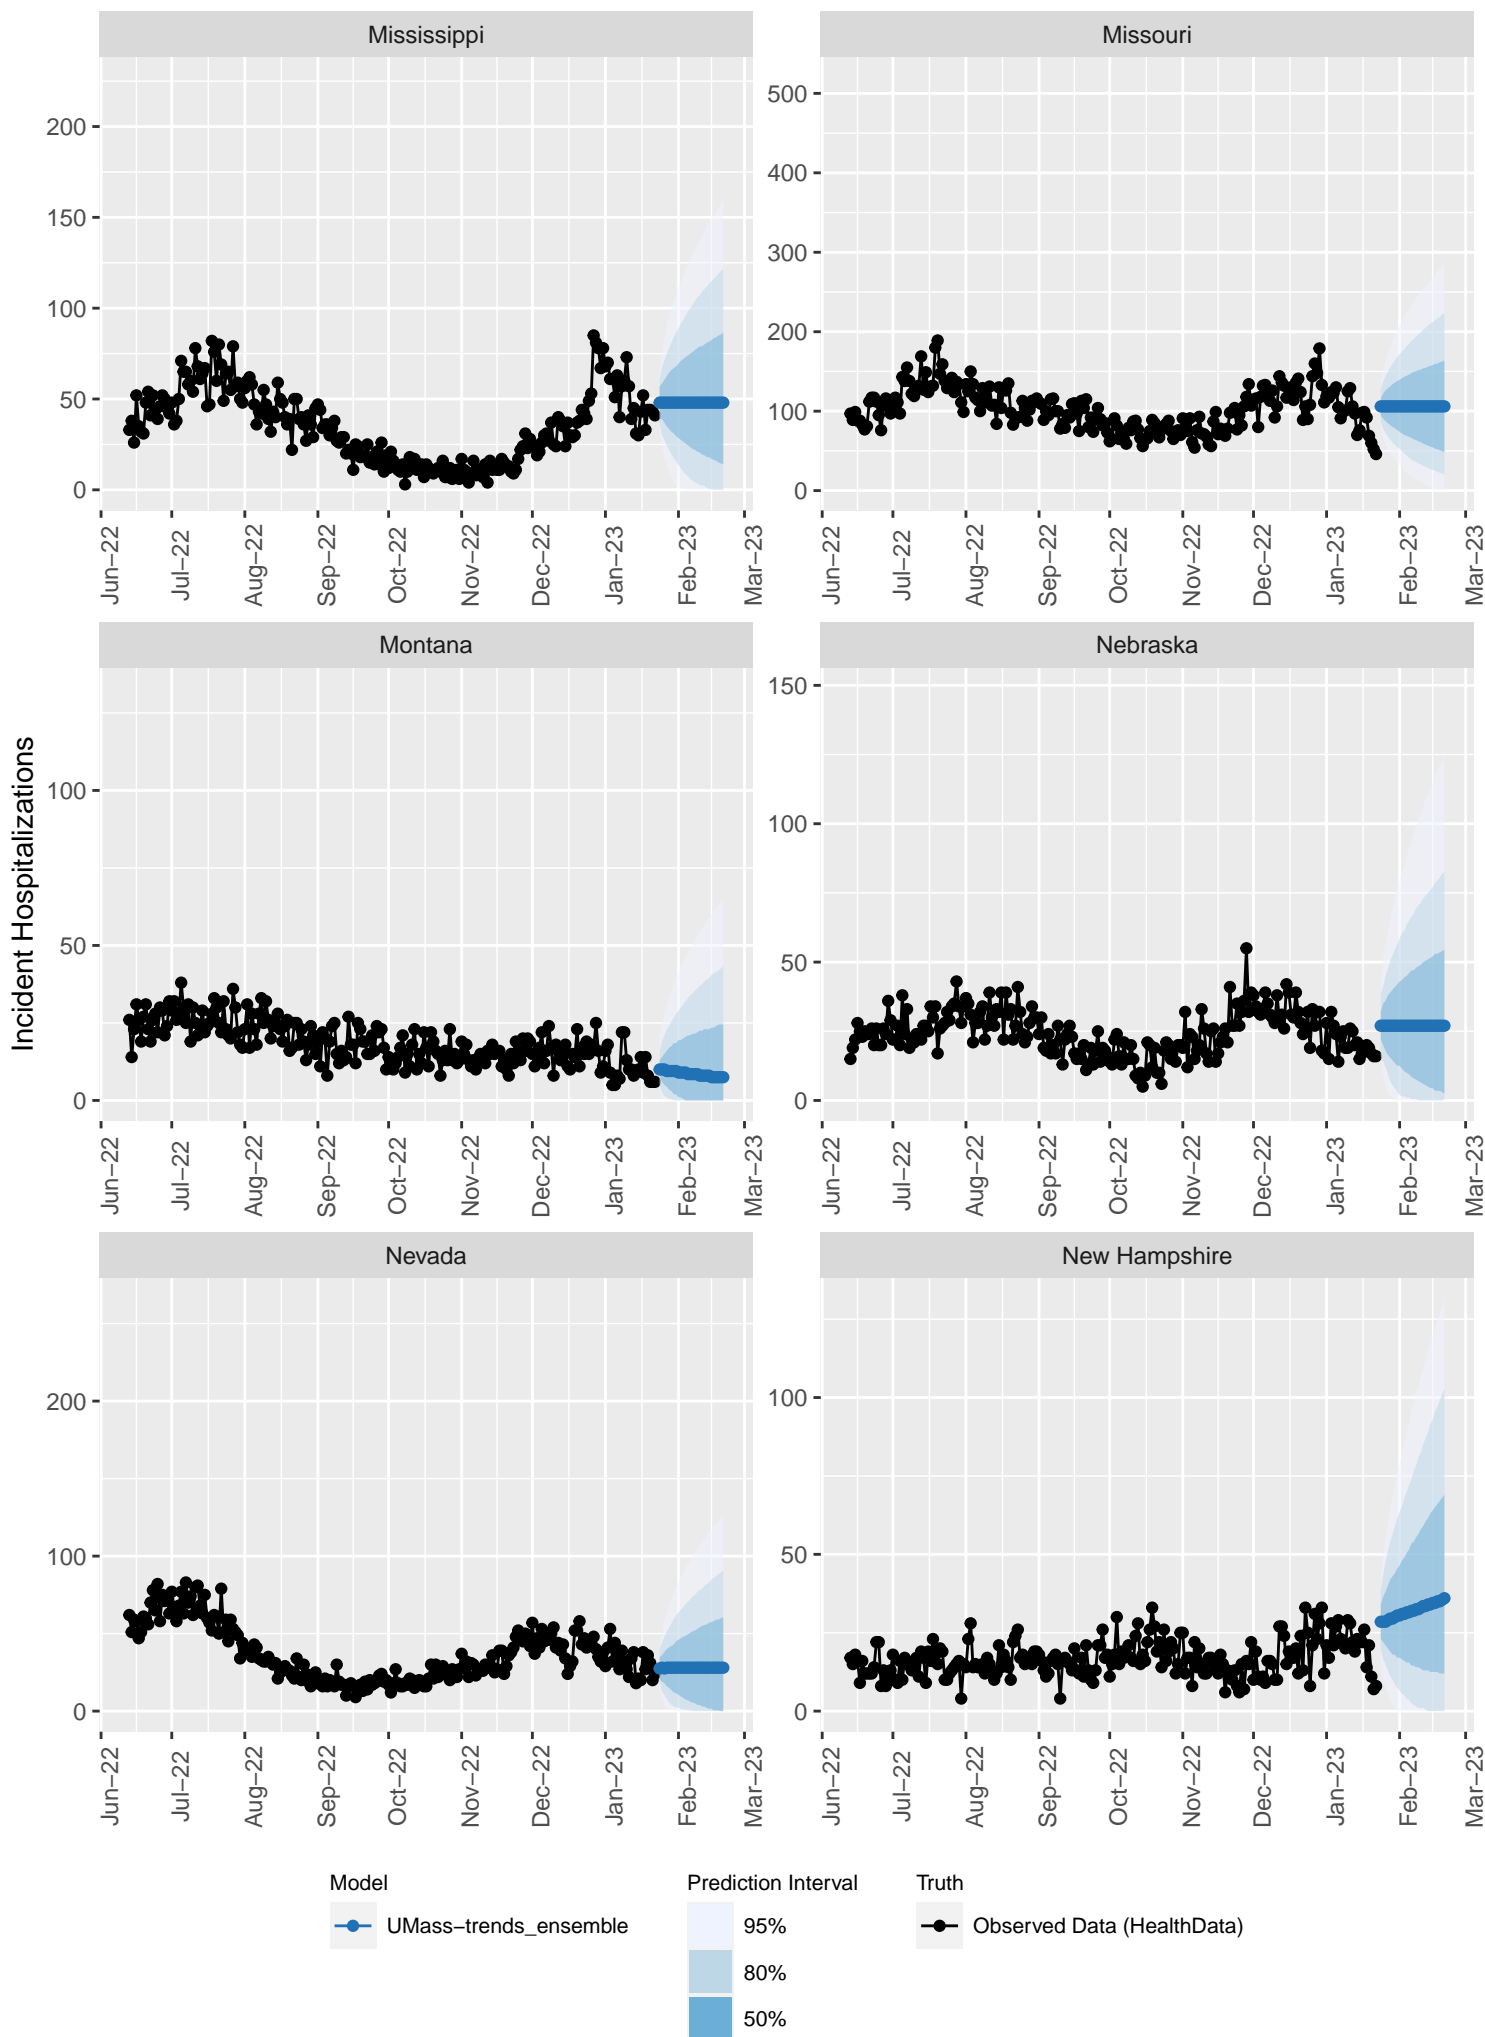 Mississippi
Missouri
200
150
100
50
0
500
400
300
200
100
0
Jun−22
Jul−22
Aug−22
Sep−22
Oct−22
Nov−22
Dec−22
Jan−23
Feb−23
Mar−23
Jun−22
Jul−22
Aug−22
Sep−22
Oct−22
Nov−22
Dec−22
Jan−23
Feb−23
Mar−23
Incident Hospitalizations
Montana
Nebraska
100
50
0
150
100
50
0
Jun−22
Jul−22
Aug−22
Sep−22
Oct−22
Nov−22
Dec−22
Jan−23
Feb−23
Mar−23
Jun−22
Jul−22
Aug−22
Sep−22
Oct−22
Nov−22
Dec−22
Jan−23
Feb−23
Mar−23
Nevada
New Hampshire
200
100
0
100
50
0
Jun−22
Jul−22
Aug−22
Sep−22
Oct−22
Nov−22
Dec−22
Jan−23
Feb−23
Mar−23
Jun−22
Jul−22
Aug−22
Sep−22
Oct−22
Nov−22
Dec−22
Jan−23
Feb−23
Mar−23
Model
UMass−trends_ensemble
Prediction Interval
95%
80%
50%
Truth
Observed Data (HealthData)